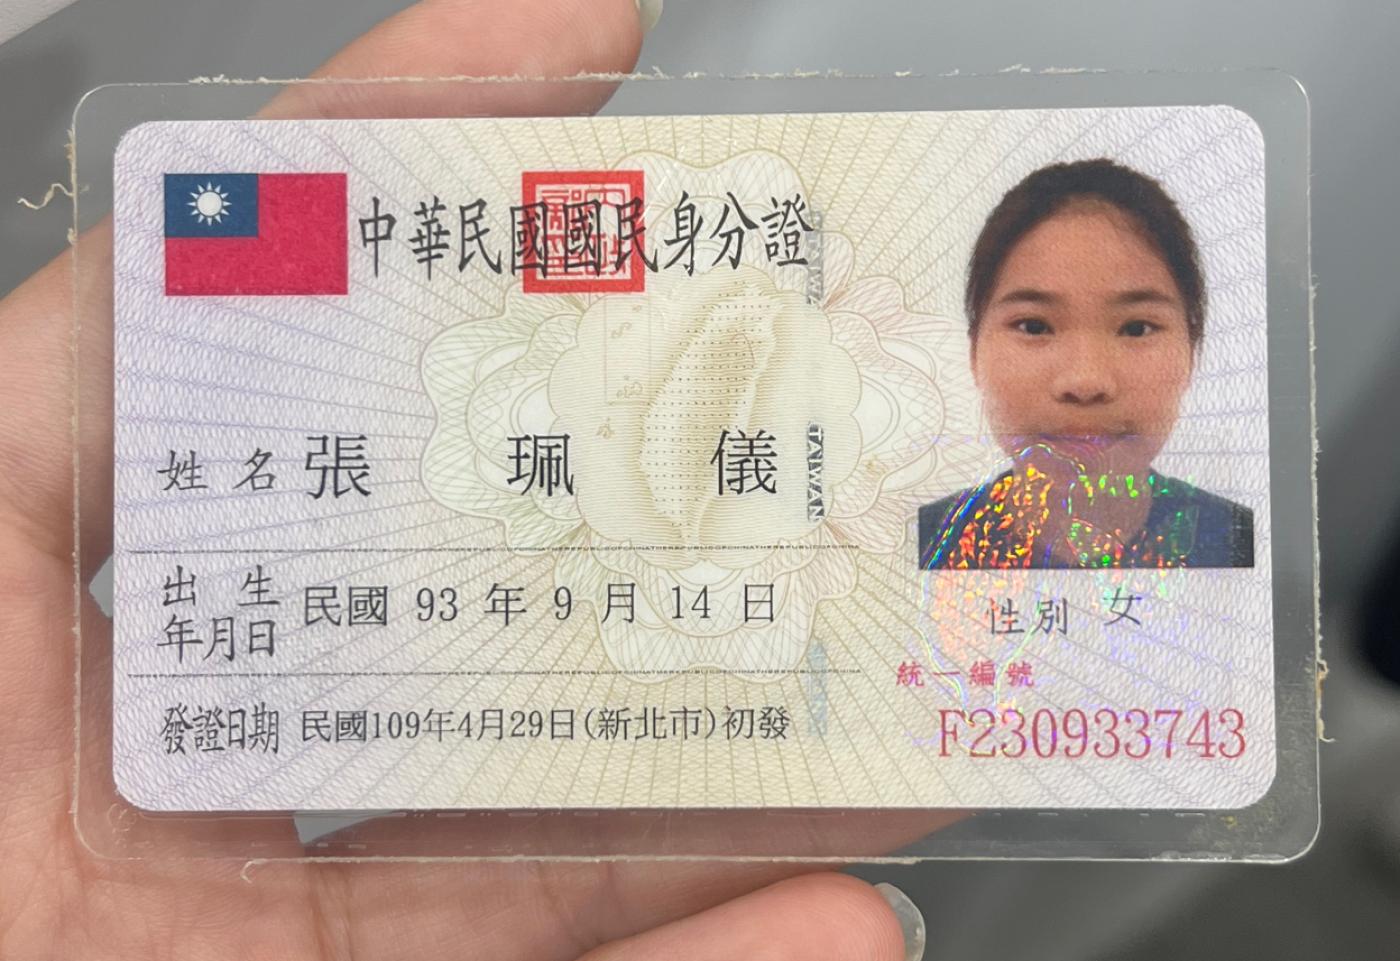 中華民國國民身分證
姓名 張珮儀
出生年月日 民國 93 年 9 月 14 日
性別 女
發證日期 民國109年4月29日(新北市)初發
統一編號
F230933743
TAIWAN